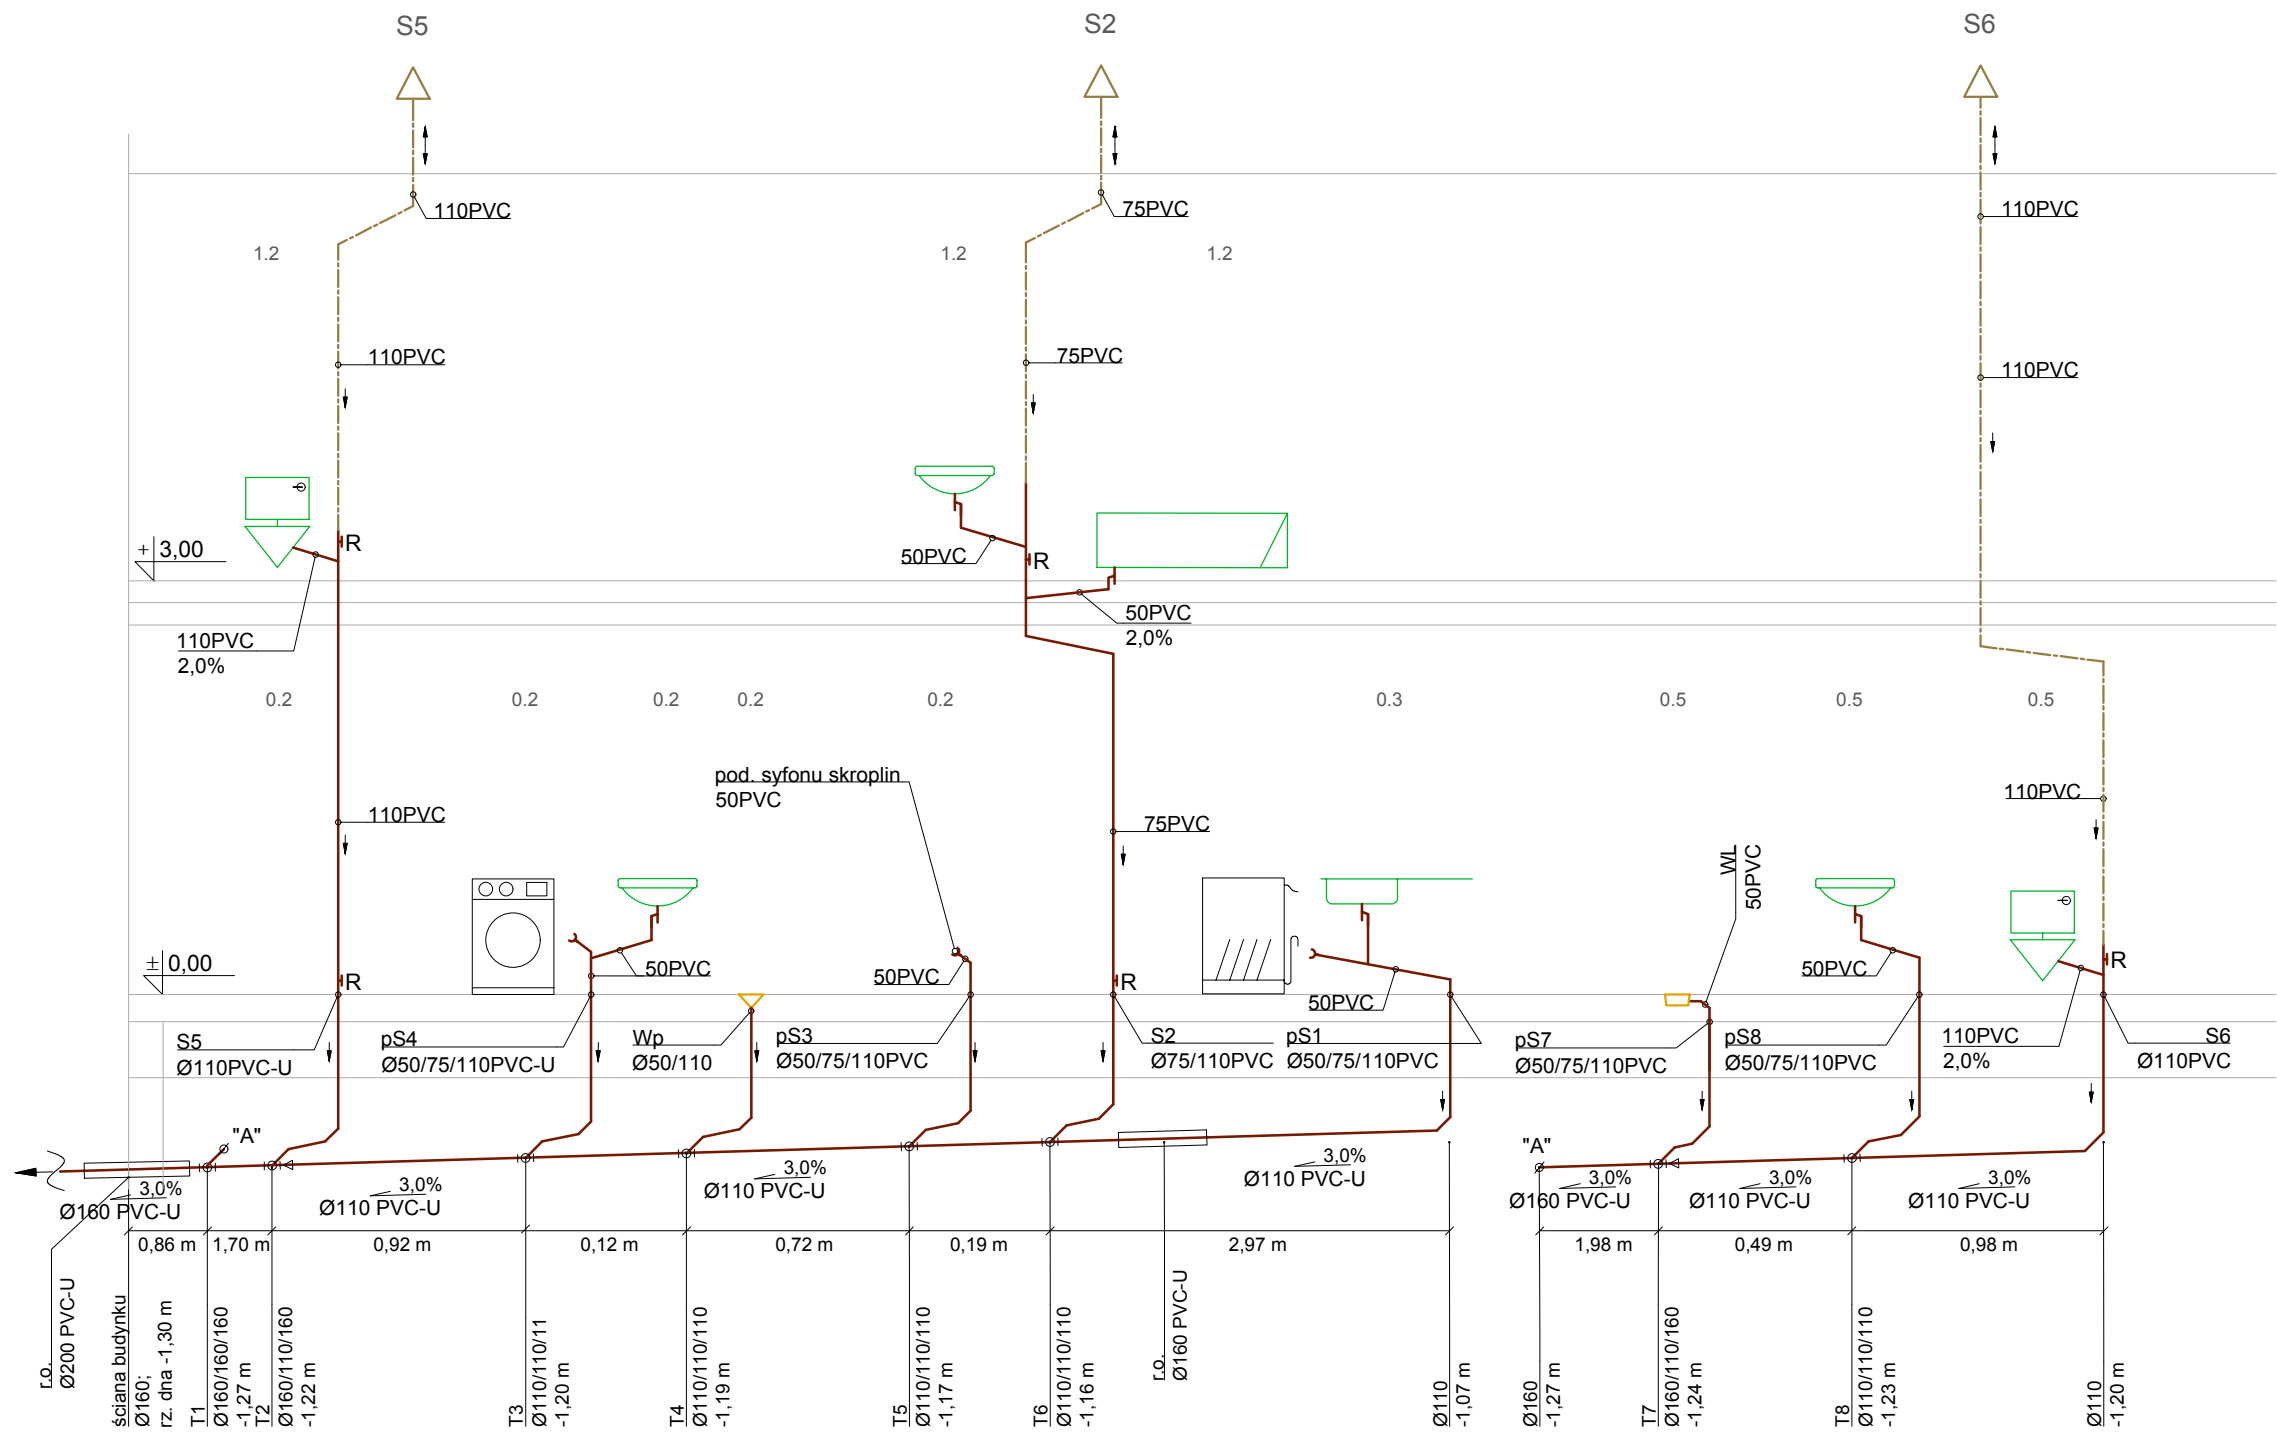 S5
S2
S6
110PVC
75PVC
110PVC
1.2
1.2
1.2
110PVC
75PVC
110PVC
+ 3,00
R
50PVC
R
110PVC
2,0%
50PVC
2,0%
0.2
0.2
0.2
0.2
0.2
0.3
0.5
0.5
0.5
pod. syfonu skroplin
50PVC
110PVC
75PVC
110PVC
WL
50PVC
± 0,00
R
50PVC
50PVC
R
50PVC
50PVC
R
S5
Ø110PVC-U
pS4
Ø50/75/110PVC-U
Wp
Ø50/110
pS3
Ø50/75/110PVC
S2
Ø75/110PVC
pS1
Ø50/75/110PVC
pS7
Ø50/75/110PVC
pS8
Ø50/75/110PVC
110PVC
2,0%
S6
Ø110PVC
"A"
"A"
3,0%
Ø160 PVC-U
3,0%
Ø110 PVC-U
3,0%
Ø110 PVC-U
3,0%
Ø110 PVC-U
3,0%
Ø160 PVC-U
3,0%
Ø110 PVC-U
3,0%
Ø110 PVC-U
0,86 m
1,70 m
0,92 m
0,12 m
0,72 m
0,19 m
2,97 m
1,98 m
0,49 m
0,98 m
r.o.
Ø200 PVC-U
ściana budynku
Ø160;
rz. dna -1,30 m
T1
Ø160/160/160
-1,27 m
T2
Ø160/110/160
-1,22 m
T3
Ø110/110/11
-1,20 m
T4
Ø110/110/110
-1,19 m
T5
Ø110/110/110
-1,17 m
T6
Ø110/110/110
-1,16 m
r.o.
Ø160 PVC-U
Ø110
-1,07 m
Ø160
-1,27 m
T7
Ø160/110/160
-1,24 m
T8
Ø110/110/110
-1,23 m
Ø110
-1,20 m